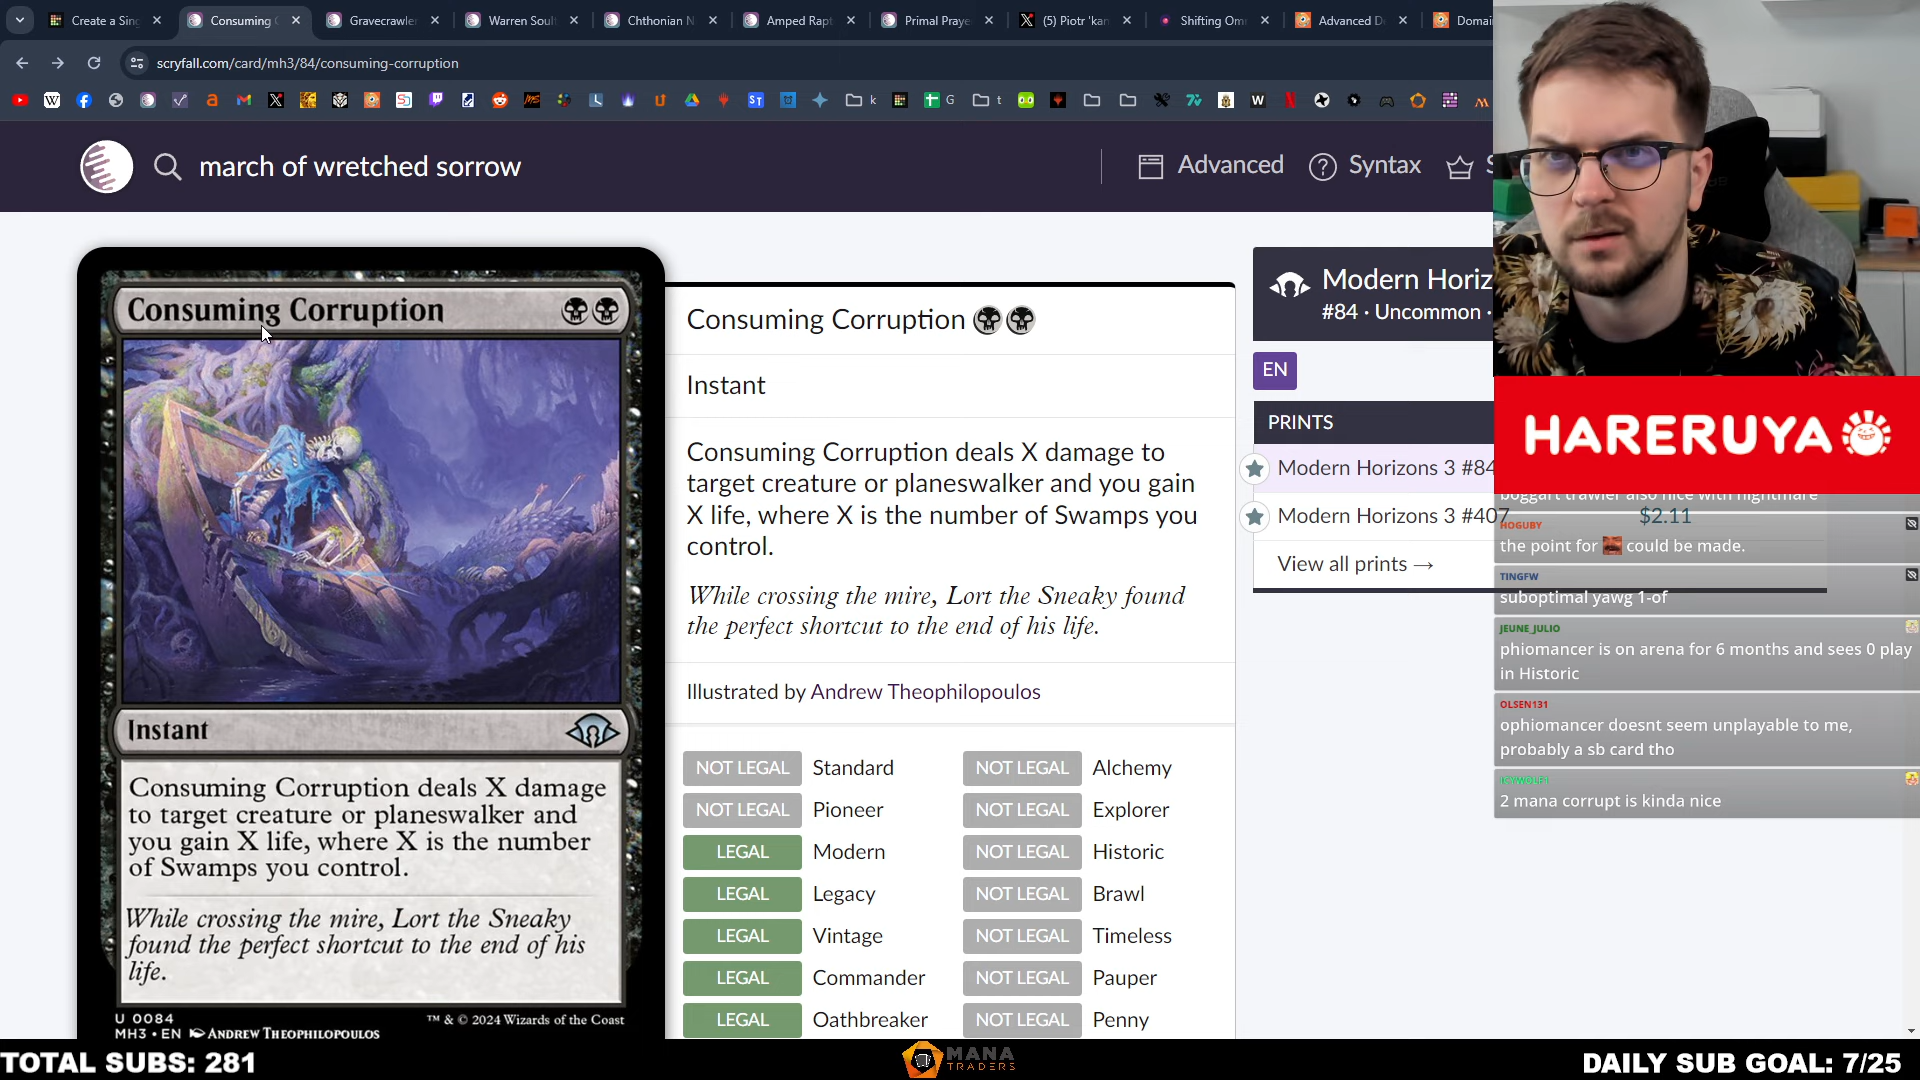 Create a Sing
Consuming C
Gravecrawler
Warren Soult
Chthonian N
Amped Rapt
Primal Praye
(5) Piotr 'kan
Shifting Om
Advanced D
Domai
scryfall.com/card/mh3/84/consuming-corruption
k
G
t
march of wretched sorrow
Advanced
Syntax
S
Consuming Corruption
Instant
Consuming Corruption deals X damage
to target creature or planeswalker and
you gain X life, where X is the number
of Swamps you control.
While crossing the mire, Lort the Sneaky
found the perfect shortcut to the end of his
life.
U 0084
MH3 • EN ANDREW THEOPHILOPOULOS
™ & © 2024 Wizards of the Coast
Consuming Corruption
Instant
Consuming Corruption deals X damage to
target creature or planeswalker and you gain
X life, where X is the number of Swamps you
control.
While crossing the mire, Lort the Sneaky found
the perfect shortcut to the end of his life.
Illustrated by Andrew Theophilopoulos
NOT LEGAL Standard NOT LEGAL Alchemy
NOT LEGAL Pioneer NOT LEGAL Explorer
LEGAL Modern NOT LEGAL Historic
LEGAL Legacy NOT LEGAL Brawl
LEGAL Vintage NOT LEGAL Timeless
LEGAL Commander NOT LEGAL Pauper
LEGAL Oathbreaker NOT LEGAL Penny
Modern Horiz
#84 · Uncommon ·
EN
PRINTS
Modern Horizons 3 #84
Modern Horizons 3 #407
$2.11
View all prints →
HARERUYA
boggart trawler also nice with nightmare
HOGUBY
the point for could be made.
TINGFW
suboptimal yawg 1-of
JEUNE_JULIO
phiomancer is on arena for 6 months and sees 0 play
in Historic
OLSEN131
ophiomancer doesnt seem unplayable to me,
probably a sb card tho
2 mana corrupt is kinda nice
TOTAL SUBS: 281
MANA
TRADERS
DAILY SUB GOAL: 7/25